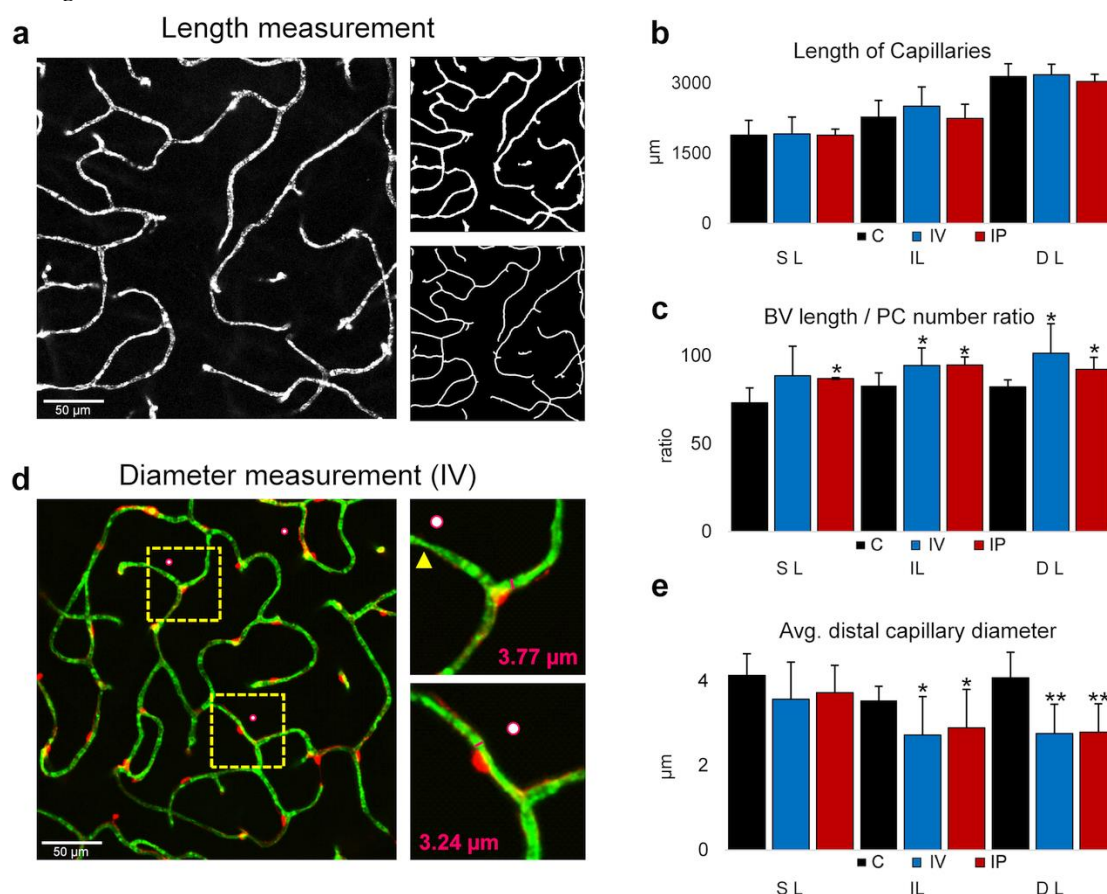 a
Length measurement
50 µm
b
Length of Capillaries
3000
1500
0
µm
C IV IP
S L IL D L
c
BV length / PC number ratio
* * * * *
100
50
0
ratio
C IV IP
S L IL D L
d
Diameter measurement (IV)
3.77 µm
3.24 µm
50 µm
e
Avg. distal capillary diameter
* * ** **
4
2
0
µm
C IV IP
S L IL D L